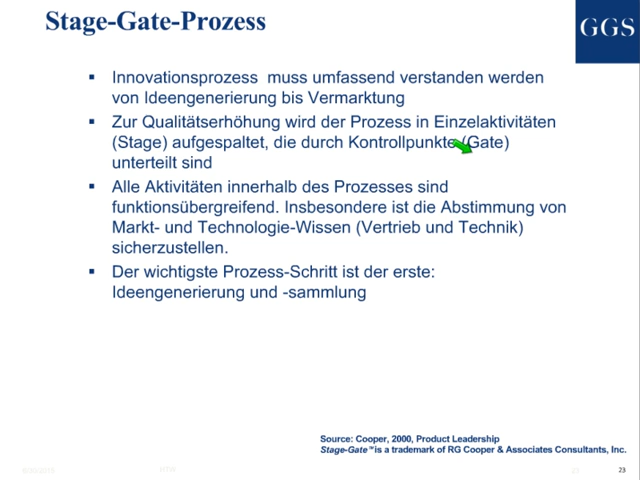 Stage-Gate-Prozess
GGS
▪ Innovationsprozess muss umfassend verstanden werden
von Ideengenerierung bis Vermarktung
▪ Zur Qualitätserhöhung wird der Prozess in Einzelaktivitäten
(Stage) aufgespaltet, die durch Kontrollpunkte (Gate)
unterteilt sind
▪ Alle Aktivitäten innerhalb des Prozesses sind
funktionsübergreifend. Insbesondere ist die Abstimmung von
Markt- und Technologie-Wissen (Vertrieb und Technik)
sicherzustellen.
▪ Der wichtigste Prozess-Schritt ist der erste:
Ideengenerierung und -sammlung
Source: Cooper, 2000, Product Leadership
Stage-Gate™ is a trademark of RG Cooper & Associates Consultants, Inc.
23
23